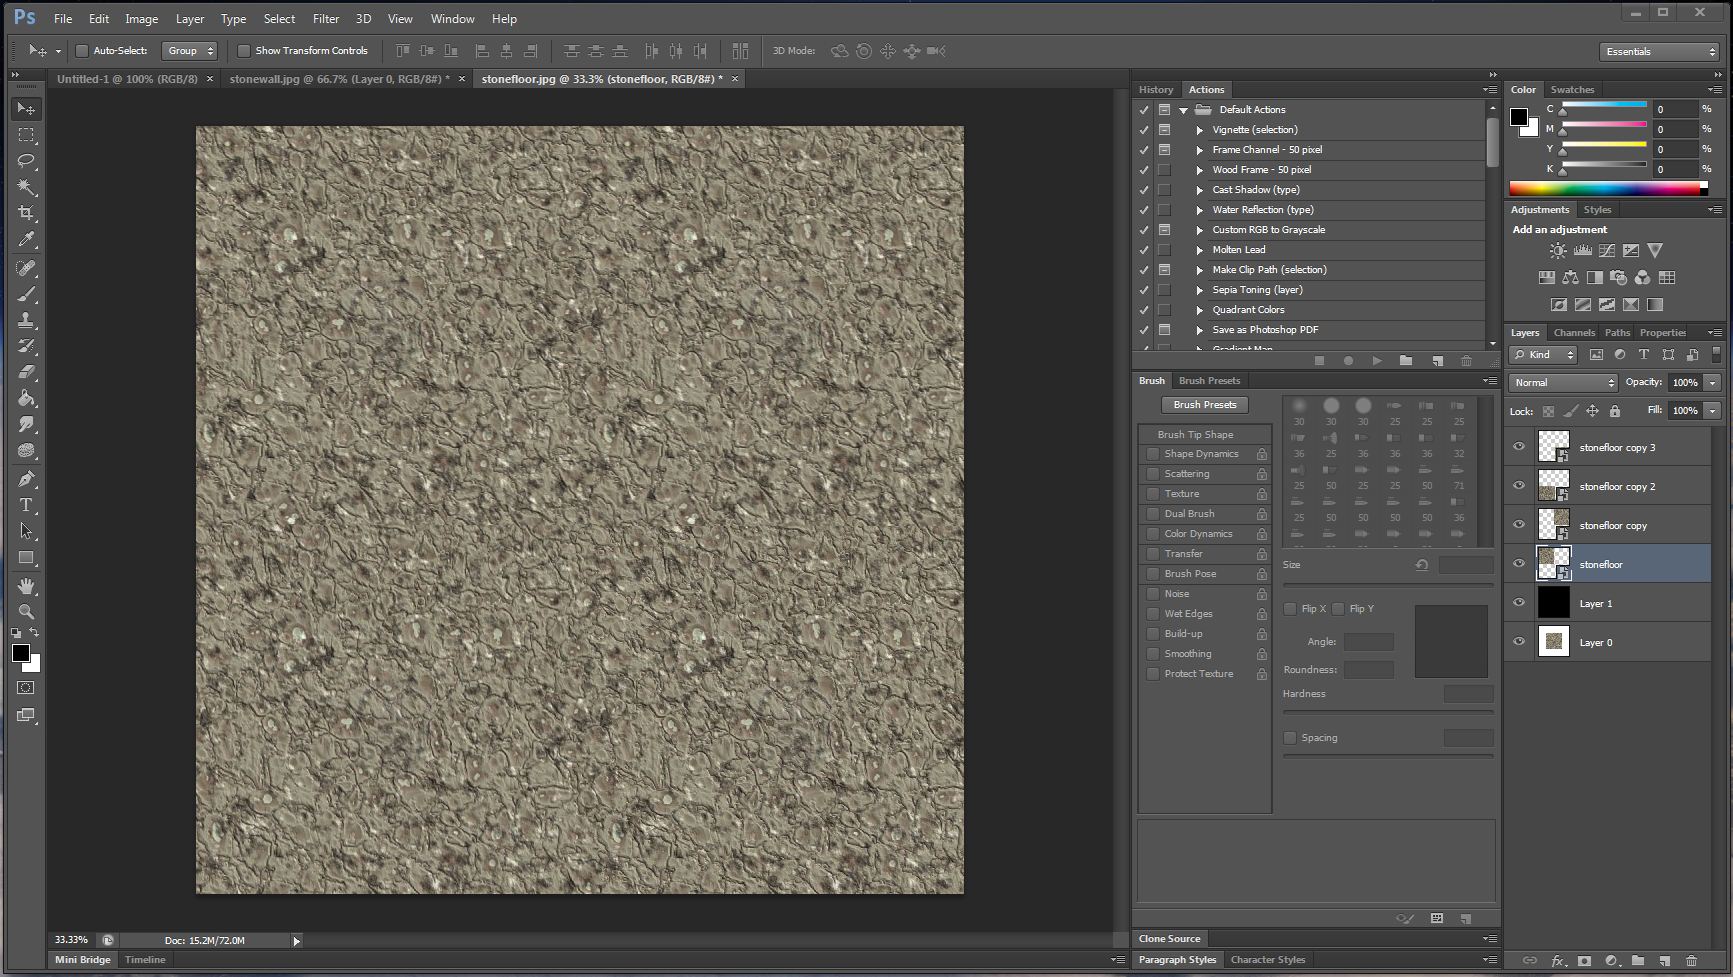 Ps File Edit Image Layer Type Select Filter 3D View Window Help
Auto-Select: Group Show Transform Controls 3D Mode: Essentials
Untitled-1 @ 100% (RGB/8) × stonewall.jpg @ 66.7% (Layer 0, RGB/8#) * × stonefloor.jpg @ 33.3% (stonefloor, RGB/8#) * ×
History Actions
Default Actions
Vignette (selection)
Frame Channel - 50 pixel
Wood Frame - 50 pixel
Cast Shadow (type)
Water Reflection (type)
Custom RGB to Grayscale
Molten Lead
Make Clip Path (selection)
Sepia Toning (layer)
Quadrant Colors
Save as Photoshop PDF
Gradient Map
Brush Brush Presets
Brush Presets
Brush Tip Shape
Shape Dynamics
Scattering
Texture
Dual Brush
Color Dynamics
Transfer
Brush Pose
Noise
Wet Edges
Build-up
Smoothing
Protect Texture
30 30 30 25 25 25
36 25 36 36 36 32
25 50 25 25 50 71
25 50 50 50 50 36
Size
Flip X Flip Y
Angle:
Roundness:
Hardness
Spacing
Clone Source
Paragraph Styles Character Styles
Color Swatches
C 0 %
M 0 %
Y 0 %
K 0 %
Adjustments Styles
Add an adjustment
Layers Channels Paths Properties
Kind
Normal Opacity: 100%
Lock: Fill: 100%
stonefloor copy 3
stonefloor copy 2
stonefloor copy
stonefloor
Layer 1
Layer 0
fx
33.33% Doc: 15.2M/72.0M
Mini Bridge Timeline